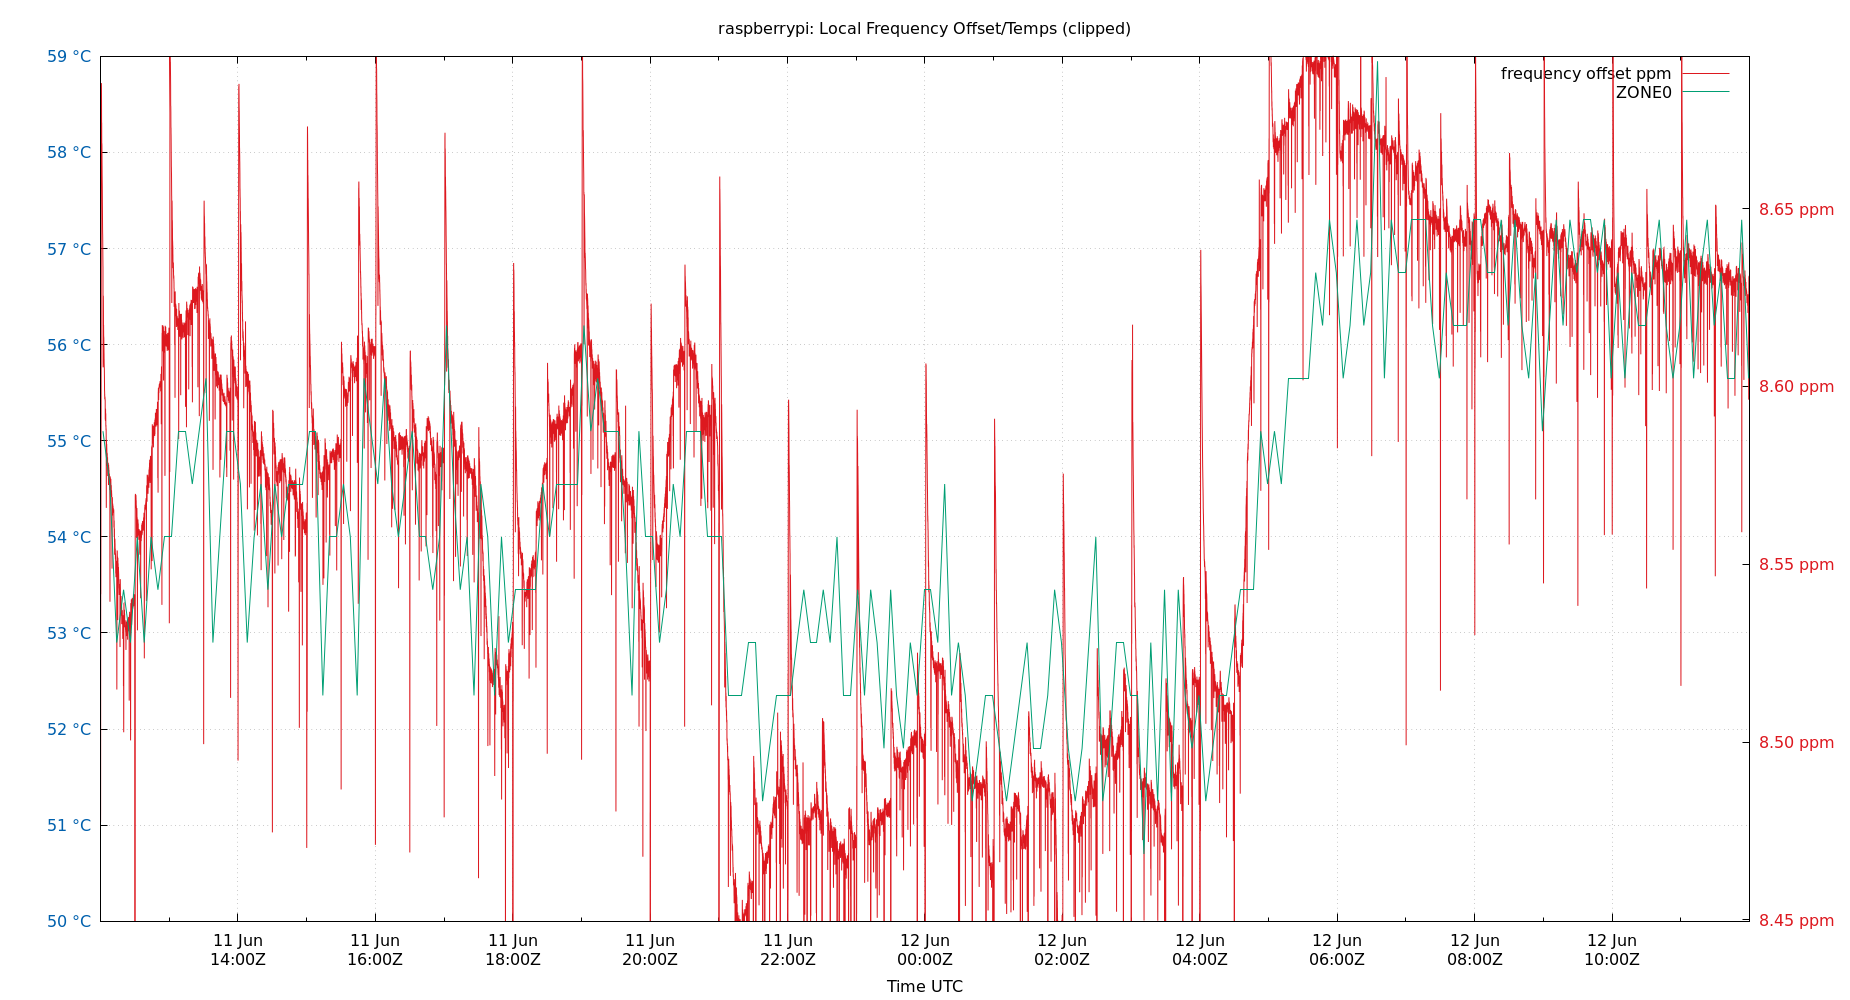 raspberrypi: Local Frequency Offset/Temps (clipped)
59 °C
58 °C
57 °C
56 °C
55 °C
54 °C
53 °C
52 °C
51 °C
50 °C
frequency offset ppm
ZONE0
8.65 ppm
8.60 ppm
8.55 ppm
8.50 ppm
8.45 ppm
11 Jun
14:00Z
11 Jun
16:00Z
11 Jun
18:00Z
11 Jun
20:00Z
11 Jun
22:00Z
12 Jun
00:00Z
12 Jun
02:00Z
12 Jun
04:00Z
12 Jun
06:00Z
12 Jun
08:00Z
12 Jun
10:00Z
Time UTC